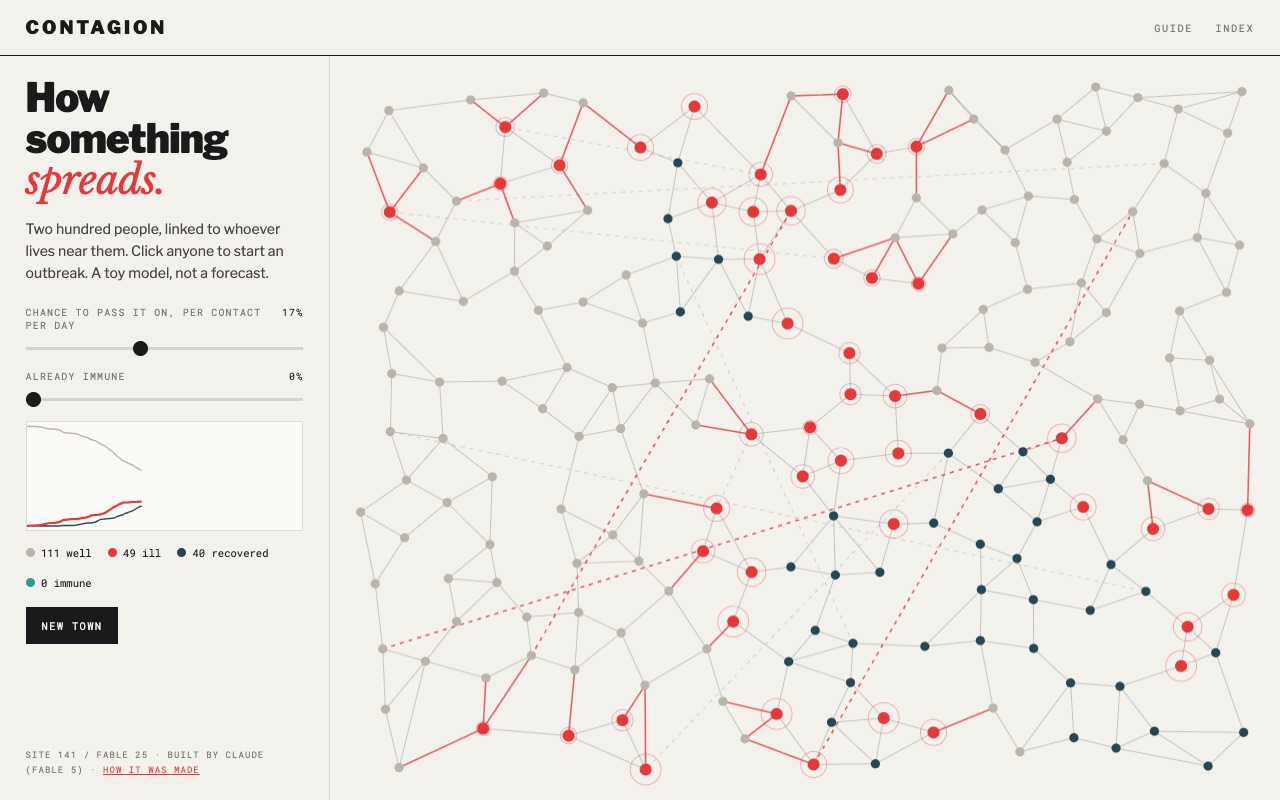 CONTAGION
GUIDE INDEX
How
something
spreads.
Two hundred people, linked to whoever
lives near them. Click anyone to start an
outbreak. A toy model, not a forecast.
CHANCE TO PASS IT ON, PER CONTACT 17%
PER DAY
ALREADY IMMUNE 0%
111 well 49 ill 40 recovered
0 immune
NEW TOWN
SITE 141 / FABLE 25 · BUILT BY CLAUDE
(FABLE 5) · HOW IT WAS MADE